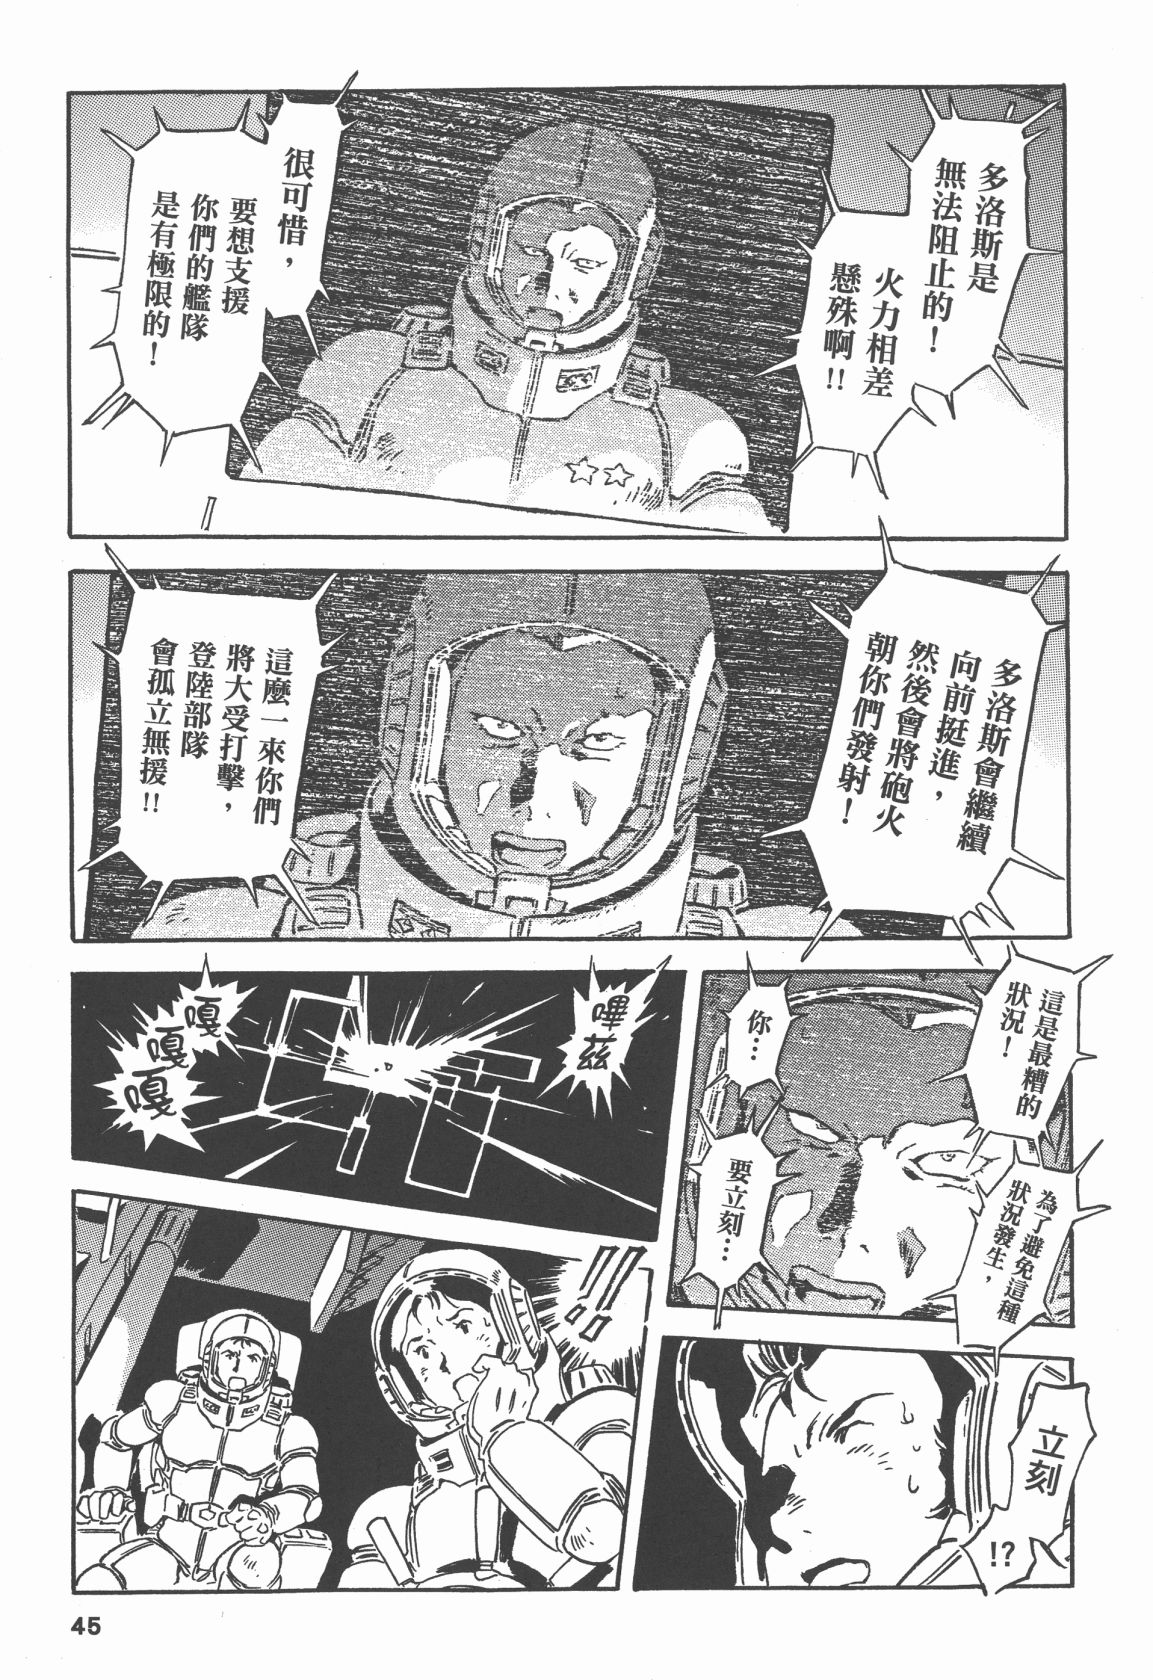 多洛斯是
無法阻止的！
火力相差
懸殊啊!!
很可惜，
要想支援
你們的艦隊
是有極限的！
多洛斯會繼續
向前挺進，
然後會將砲火
朝你們發射！
這麼一來你們
將大受打擊，
登陸部隊
會孤立無援!!
這是最糟的
狀況！
為了避免這種
狀況發生，
你…
要立刻…
嗶茲
嘎
嘎
嘎
立刻
!?
!!
45